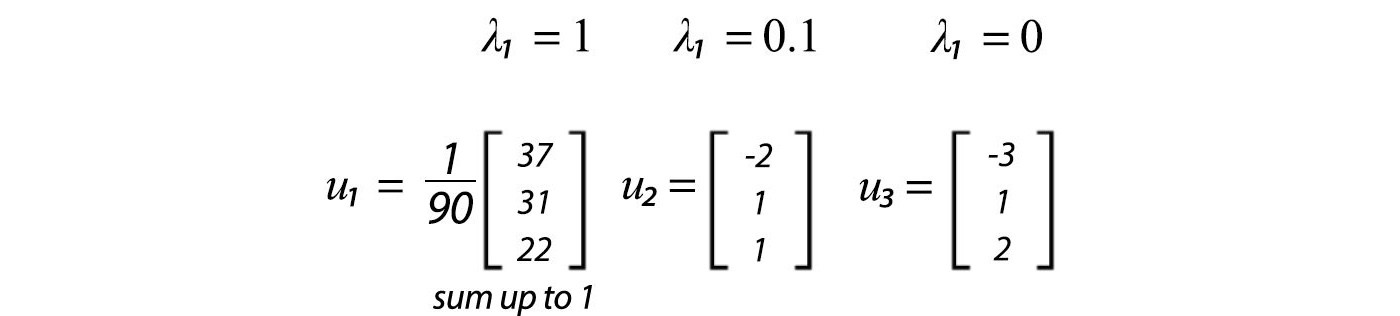 λ₁ = 1 λ₁ = 0.1 λ₁ = 0
u₁ = 1/90 [37 31 22] u₂ = [-2 1 1] u₃ = [-3 1 2]
sum up to 1